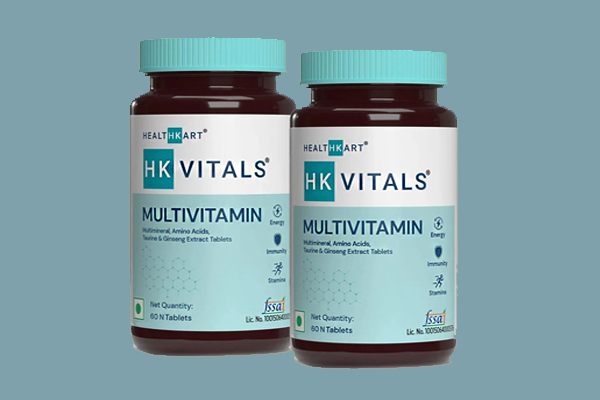 HEALTHKART®
HK VITALS®
MULTIVITAMIN
Multimineral, Amino Acids,
Taurine & Ginseng Extract Tablets
Energy
Immunity
Stamina
Net Quantity:
60 N Tablets
fssai
HEALTHKART®
HK VITALS®
MULTIVITAMIN
Multimineral, Amino Acids,
Taurine & Ginseng Extract Tablets
Energy
Immunity
Stamina
Net Quantity:
60 N Tablets
fssai
Lic. No.